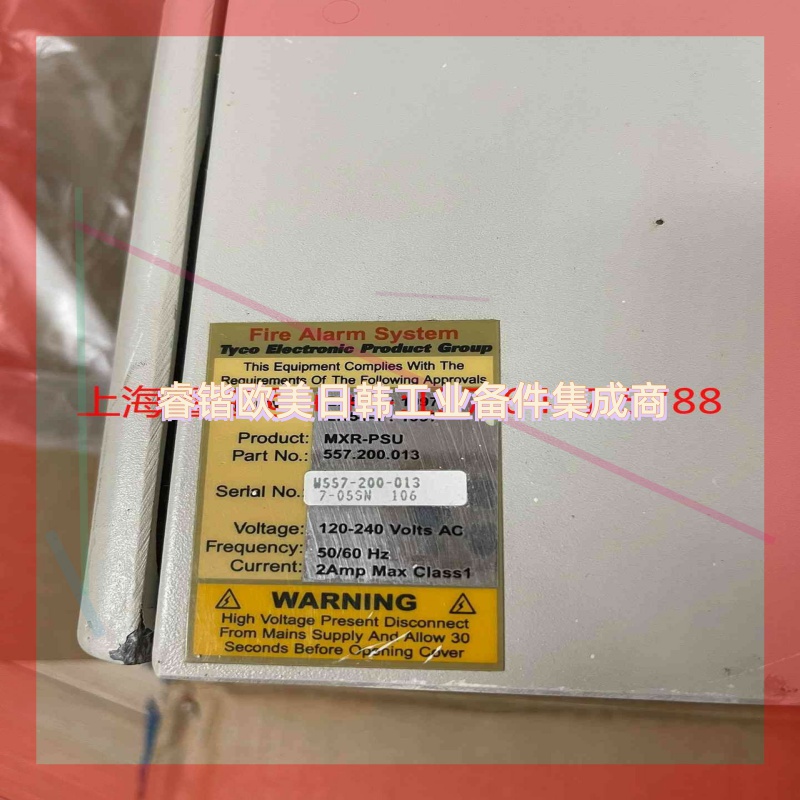 Fire Alarm System
Tyco Electronic Product Group
This Equipment Complies With The
Requirements Of The Following Approvals
上海
88
睿锴欧美日韩工业备件集成商
Product: MXR-PSU
Part No.: 557.200.013
Serial No. W557-200-013
7-05SN 106
Voltage: 120-240 Volts AC
Frequency: 50/60 Hz
Current: 2Amp Max Class1
WARNING
High Voltage Present Disconnect
From Mains Supply And Allow 30
Seconds Before Opening Cover